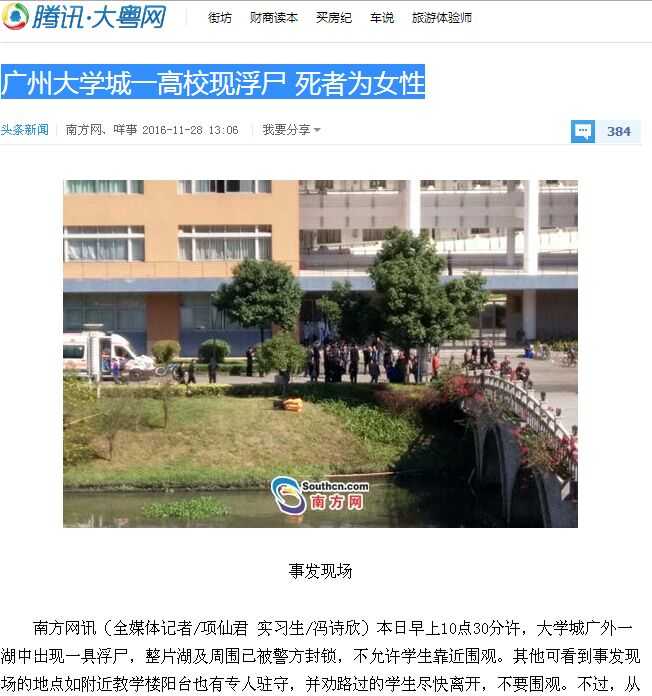 腾讯·大粤网
街坊 财商读本 买房纪 车说 旅游体验师
广州大学城一高校现浮尸 死者为女性
头条新闻 南方网、咩事 2016-11-28 13:06 我要分享 384
Southcn.com
南方网
事发现场
南方网讯（全媒体记者/项仙君 实习生/冯诗欣）本日早上10点30分许，大学城广外一
湖中出现一具浮尸，整片湖及周围已被警方封锁，不允许学生靠近围观。其他可看到事发现
场的地点如附近教学楼阳台也有专人驻守，并劝路过的学生尽快离开，不要围观。不过，从